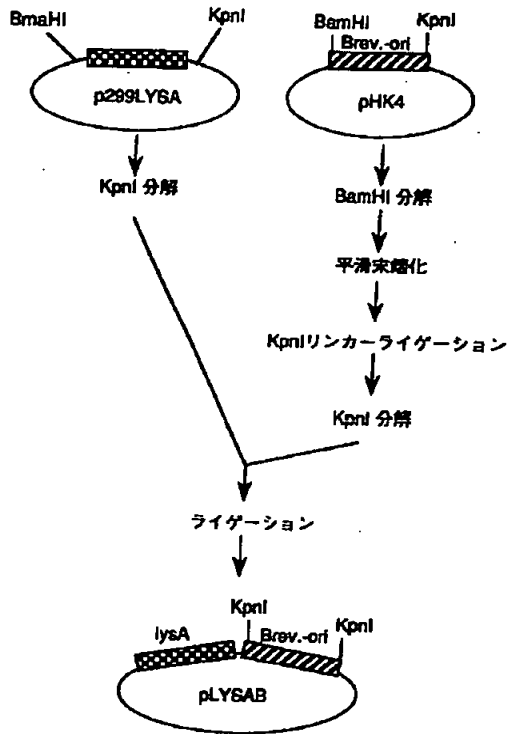 BmaHI
KpnI
p299LYSA
KpnI 分解
BamHI
KpnI
Brev.-ori
pHK4
BamHI 分解
平滑末端化
KpnIリンカーライゲーション
KpnI 分解
ライゲーション
KpnI
lysA
Brev.-ori
KpnI
pLYSAB